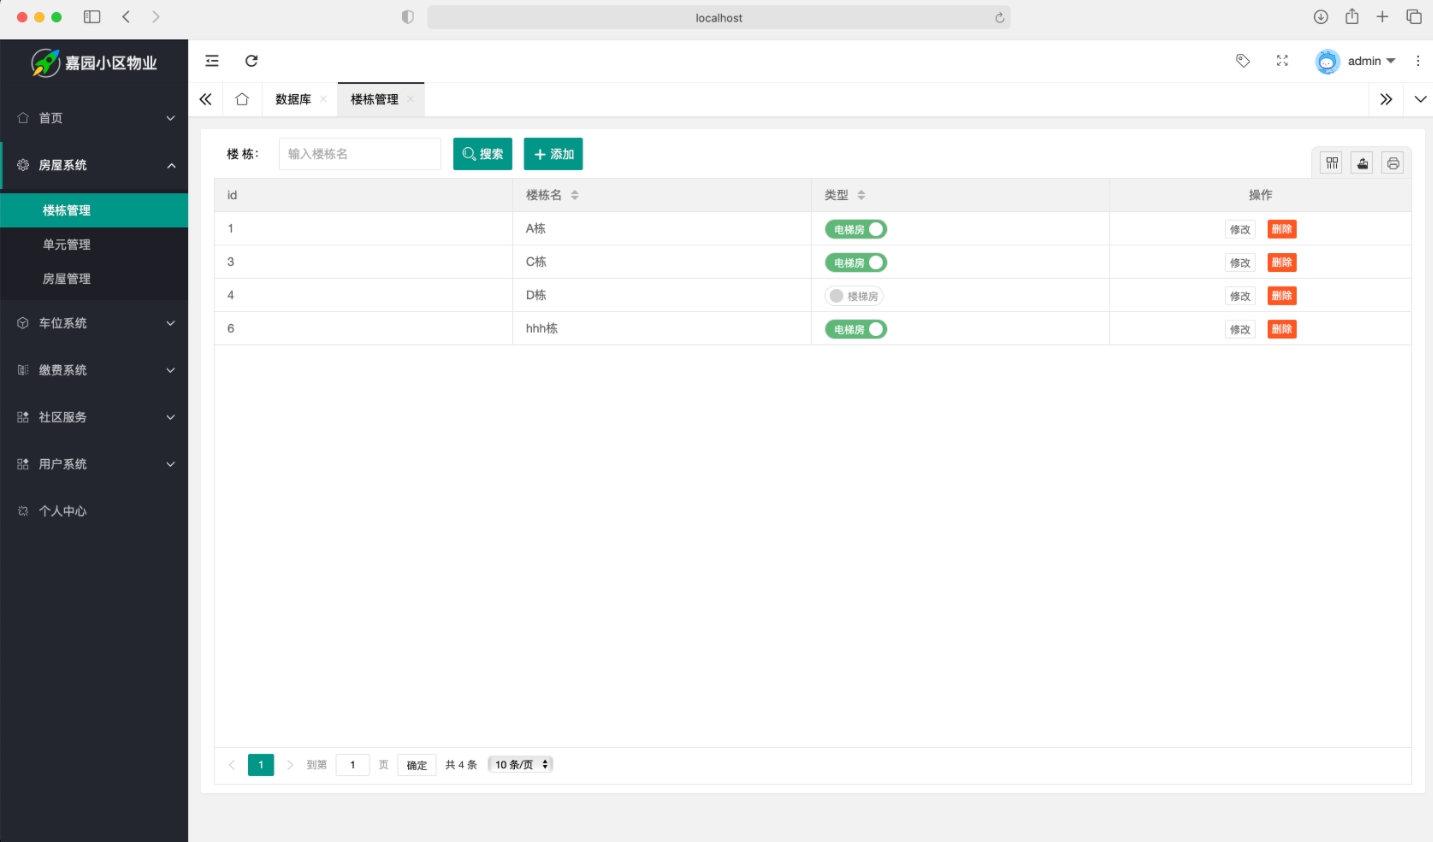 localhost
嘉园小区物业
admin
数据库
楼栋管理
首页
房屋系统
楼栋管理
单元管理
房屋管理
车位系统
缴费系统
社区服务
用户系统
个人中心
楼 栋:
输入楼栋名
搜索
添加
id 楼栋名 类型 操作
1 A栋 电梯房 修改 删除
3 C栋 电梯房 修改 删除
4 D栋 楼梯房 修改 删除
6 hhh栋 电梯房 修改 删除
1 到第 1 页 确定 共 4 条 10 条/页